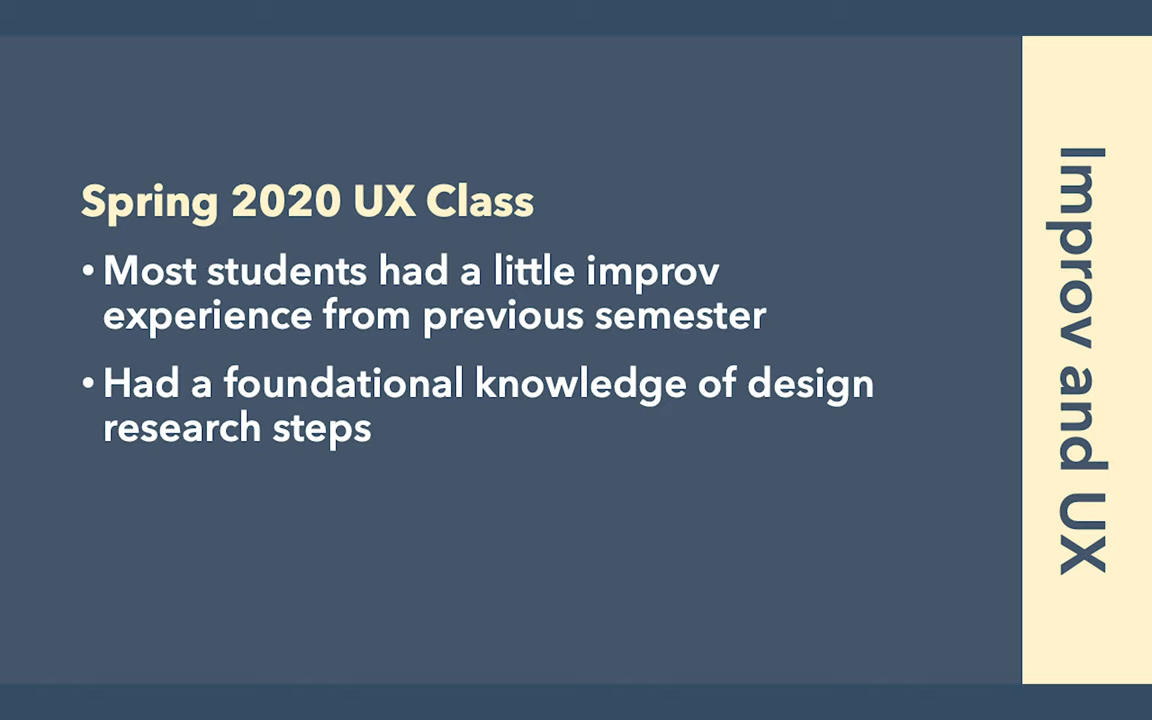 Spring 2020 UX Class
• Most students had a little improv
experience from previous semester
• Had a foundational knowledge of design
research steps
Improv and UX